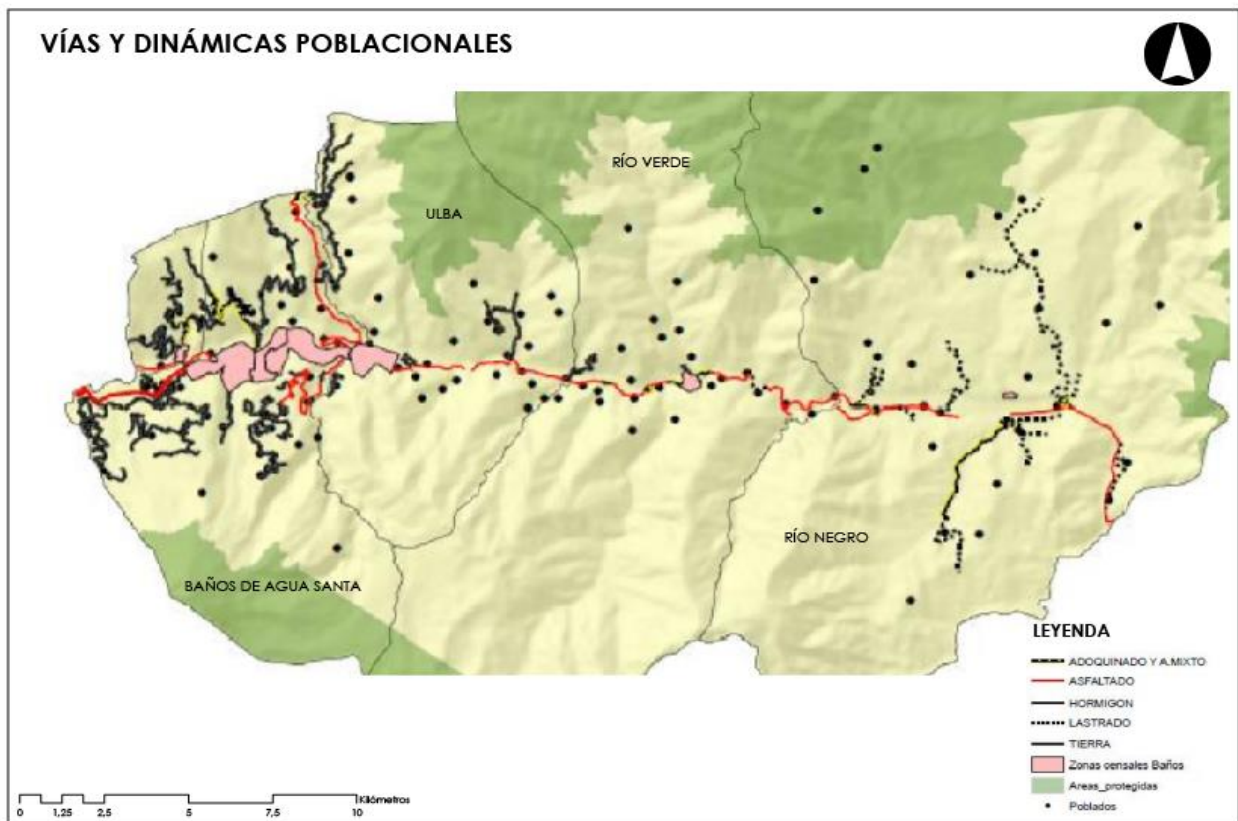 VÍAS Y DINÁMICAS POBLACIONALES
RÍO VERDE
ULBA
RÍO NEGRO
BAÑOS DE AGUA SANTA
LEYENDA
ADOQUINADO Y A.MIXTO
ASFALTADO
HORMIGON
LASTRADO
TIERRA
Zonas censales Baños
Areas_protegidas
Poblados
Kilómetros
0 1,25 2,5 5 7,5 10